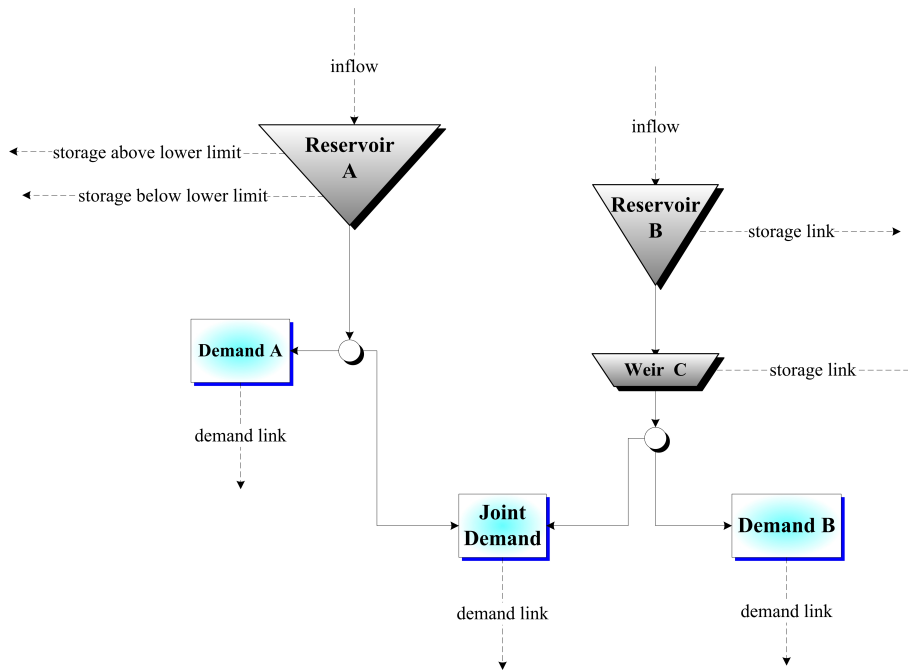 inflow
inflow
Reservoir
A
storage above lower limit
storage below lower limit
Reservoir
B
storage link
Demand A
Weir C
storage link
demand link
Joint
Demand
Demand B
demand link
demand link